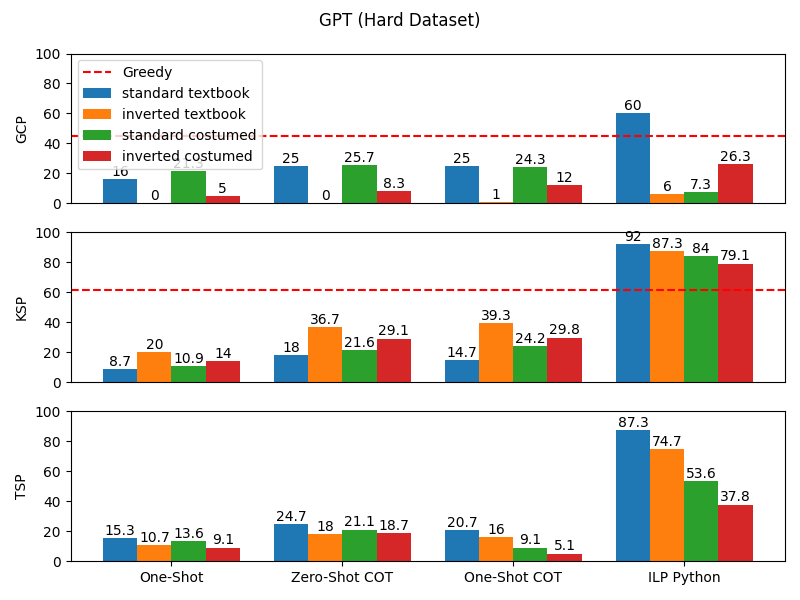 GPT (Hard Dataset)
GCP
100
80
60
40
20
0
Greedy
standard textbook
inverted textbook
standard costumed
inverted costumed
16 0 21.3 5 25 0 25.7 8.3 25 1 24.3 12 60 6 7.3 26.3
KSP
100
80
60
40
20
0
8.7 20 10.9 14 18 36.7 21.6 29.1 14.7 39.3 24.2 29.8 92 87.3 84 79.1
TSP
100
80
60
40
20
0
15.3 10.7 13.6 9.1 24.7 18 21.1 18.7 20.7 16 9.1 5.1 87.3 74.7 53.6 37.8
One-Shot Zero-Shot COT One-Shot COT ILP Python